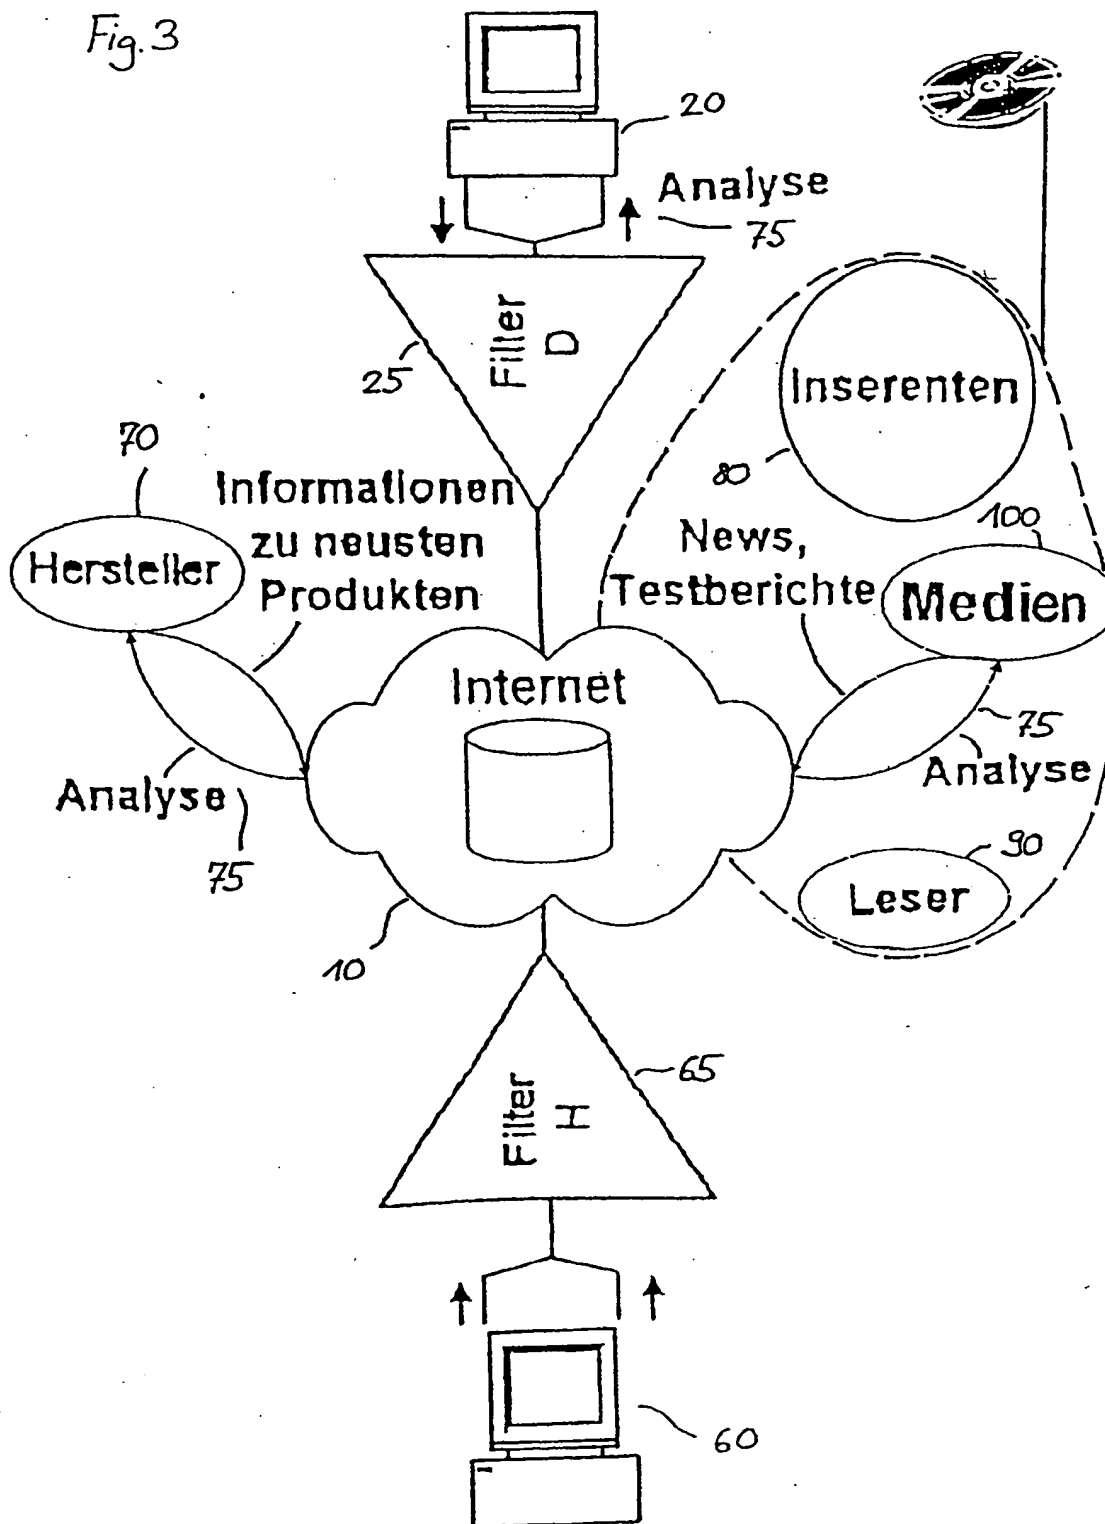 Fig. 3
20
Analyse
75
Filter
D
25
Inserenten
80
70
Informationen
zu neusten
Produkten
Hersteller
News,
Testberichte
100
Medien
Internet
75
Analyse
Analyse
75
90
Leser
10
65
Filter
H
60